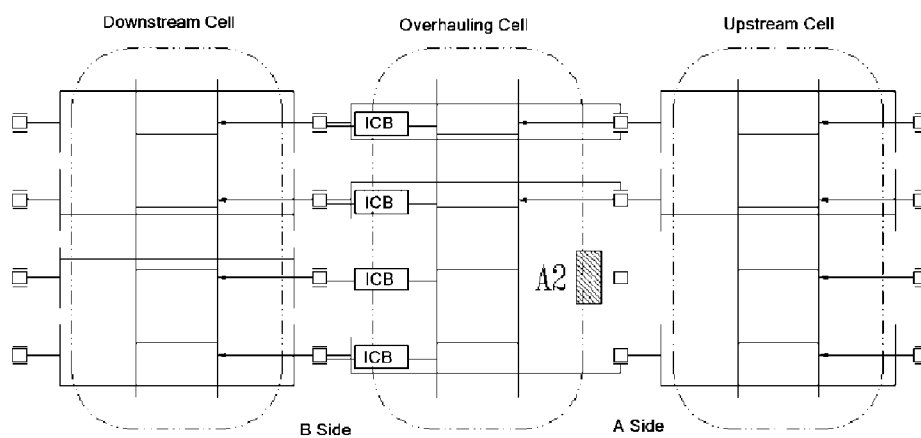 Downstream Cell
Overhauling Cell
Upstream Cell
ICB
ICB
A2
ICB
ICB
B Side
A Side